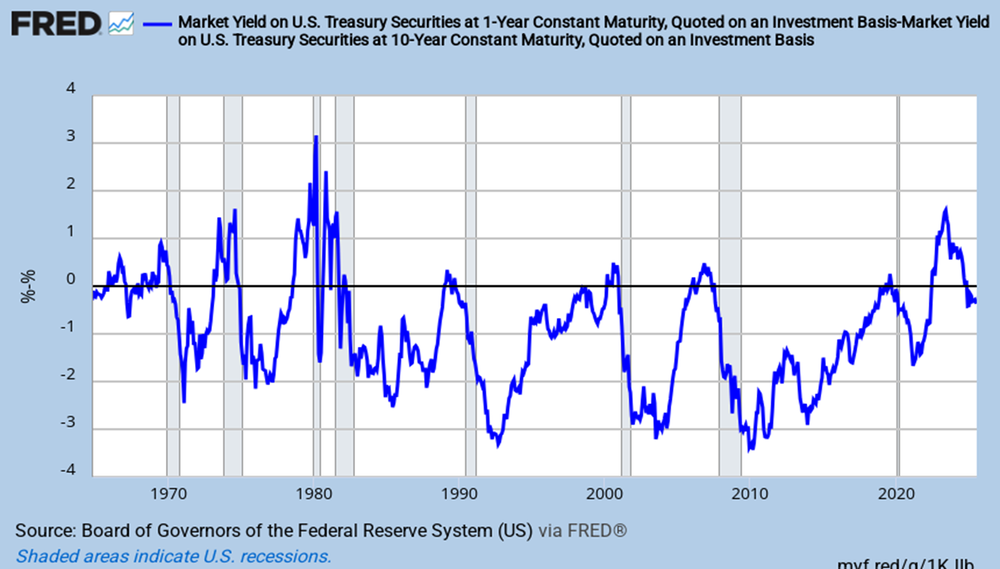 FRED
Market Yield on U.S. Treasury Securities at 1-Year Constant Maturity, Quoted on an Investment Basis-Market Yield
on U.S. Treasury Securities at 10-Year Constant Maturity, Quoted on an Investment Basis
4
3
2
1
0
-1
-2
-3
-4
%-%
1970 1980 1990 2000 2010 2020
Source: Board of Governors of the Federal Reserve System (US) via FRED®
Shaded areas indicate U.S. recessions.